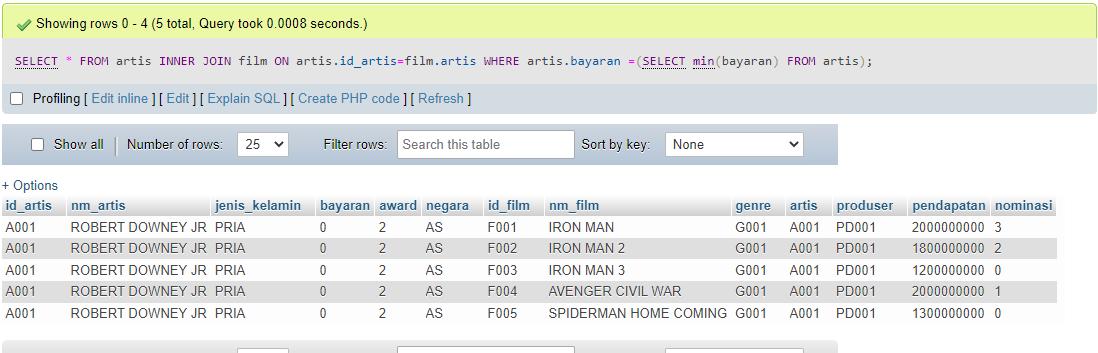 Showing rows 0 - 4 (5 total, Query took 0.0008 seconds.)
SELECT * FROM artis INNER JOIN film ON artis.id_artis=film.artis WHERE artis.bayaran =(SELECT min(bayaran) FROM artis);
Profiling [ Edit inline ] [ Edit ] [ Explain SQL ] [ Create PHP code ] [ Refresh ]
Show all Number of rows: 25 Filter rows: Search this table Sort by key: None
+ Options
id_artis nm_artis jenis_kelamin bayaran award negara id_film nm_film genre artis produser pendapatan nominasi
A001 ROBERT DOWNEY JR PRIA 0 2 AS F001 IRON MAN G001 A001 PD001 2000000000 3
A001 ROBERT DOWNEY JR PRIA 0 2 AS F002 IRON MAN 2 G001 A001 PD001 1800000000 2
A001 ROBERT DOWNEY JR PRIA 0 2 AS F003 IRON MAN 3 G001 A001 PD001 1200000000 0
A001 ROBERT DOWNEY JR PRIA 0 2 AS F004 AVENGER CIVIL WAR G001 A001 PD001 2000000000 1
A001 ROBERT DOWNEY JR PRIA 0 2 AS F005 SPIDERMAN HOME COMING G001 A001 PD001 1300000000 0